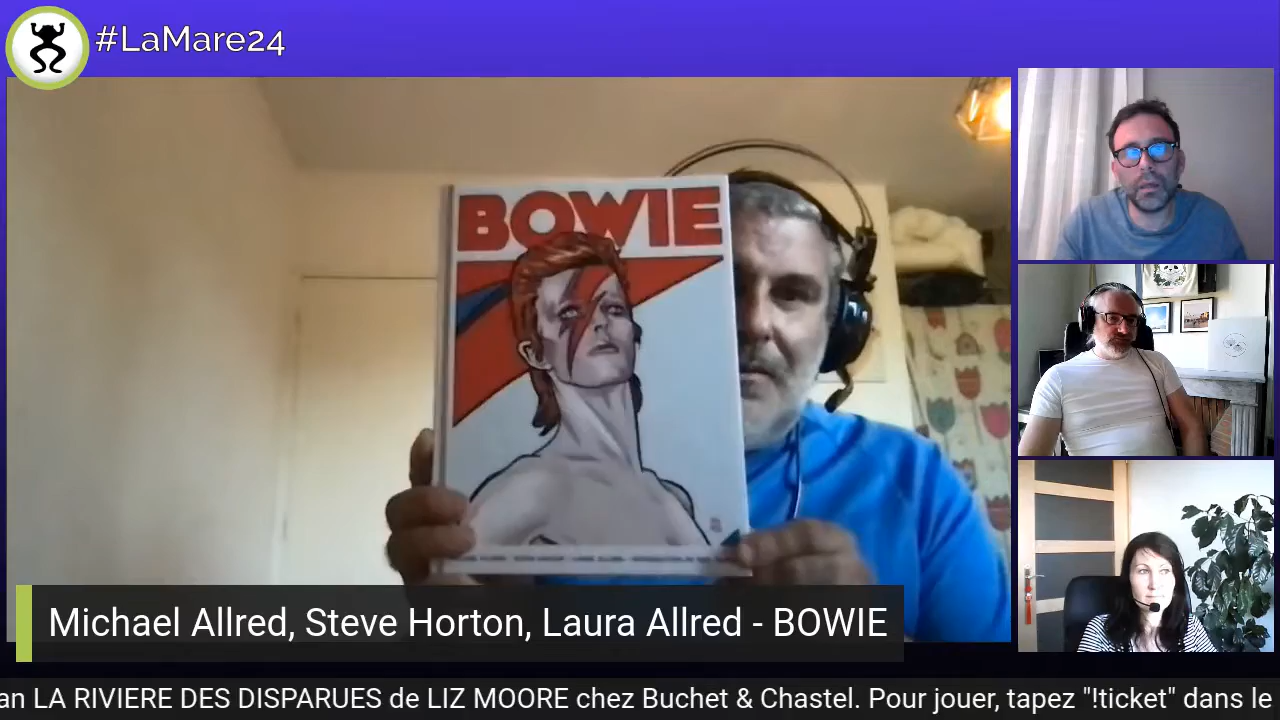 #LaMare24
BOWIE
Michael Allred, Steve Horton, Laura Allred - BOWIE
an LA RIVIERE DES DISPARUES de LIZ MOORE chez Buchet & Chastel. Pour jouer, tapez "!ticket" dans le